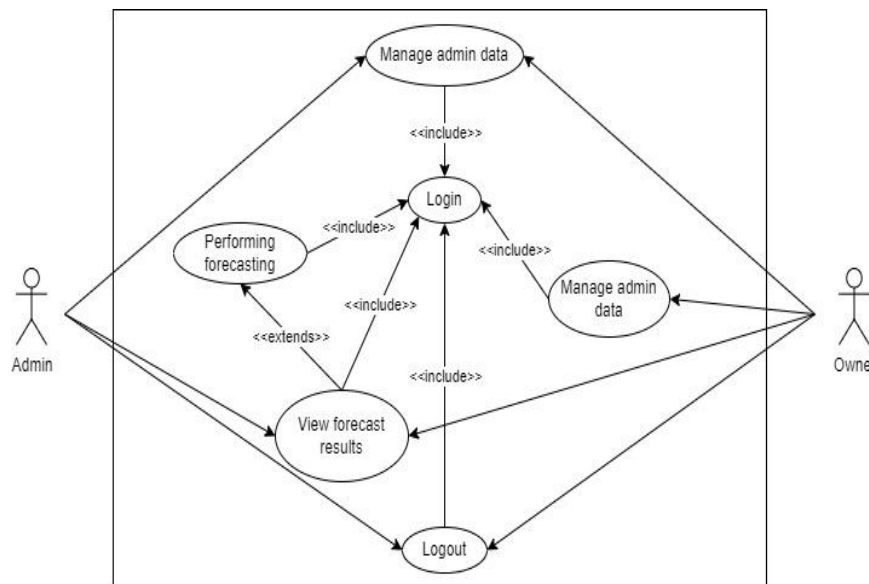 Manage admin data
<<include>>
Login
<<include>>
Performing
forecasting
<<include>>
Manage admin
data
<<include>>
<<extends>>
Admin
Owne
<<include>>
View forecast
results
Logout